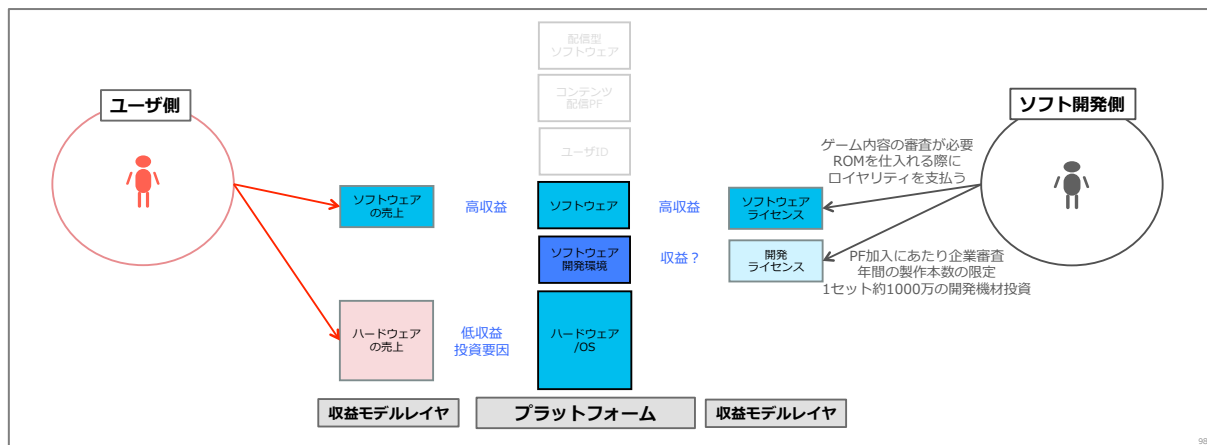 配信型
ソフトウェア
コンテンツ
配信PF
ユーザID
ユーザ側
ソフト開発側
ゲーム内容の審査が必要
ROMを仕入れる際に
ロイヤリティを支払う
ソフトウェア
の売上
高収益
ソフトウェア
高収益
ソフトウェア
ライセンス
ソフトウェア
開発環境
収益？
開発
ライセンス
PF加入にあたり企業審査
年間の製作本数の限定
1セット約1000万の開発機材投資
ハードウェア
の売上
低収益
投資要因
ハードウェア
/OS
収益モデルレイヤ
プラットフォーム
収益モデルレイヤ
98